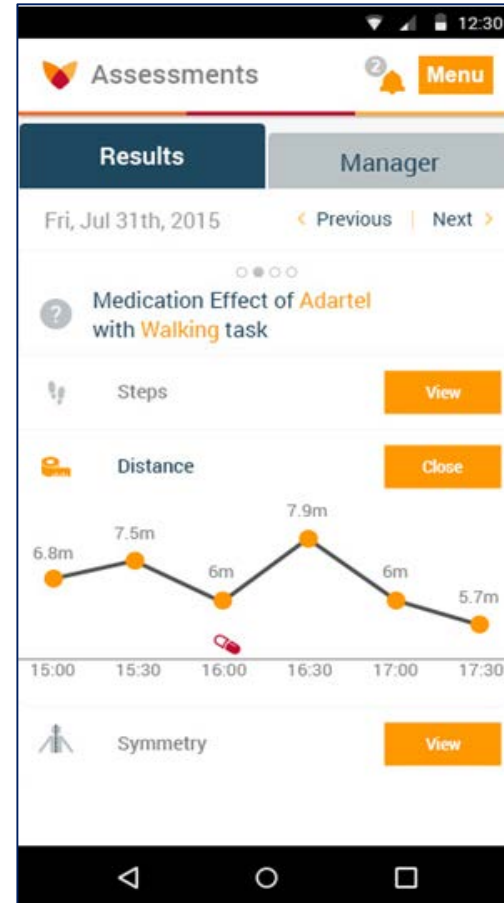 12:30
Assessments 2 Menu
Results Manager
Fri, Jul 31th, 2015 < Previous | Next >
? Medication Effect of Adartel
with Walking task
Steps View
Distance Close
6.8m 7.5m 6m 7.9m 6m 5.7m
15:00 15:30 16:00 16:30 17:00 17:30
Symmetry View